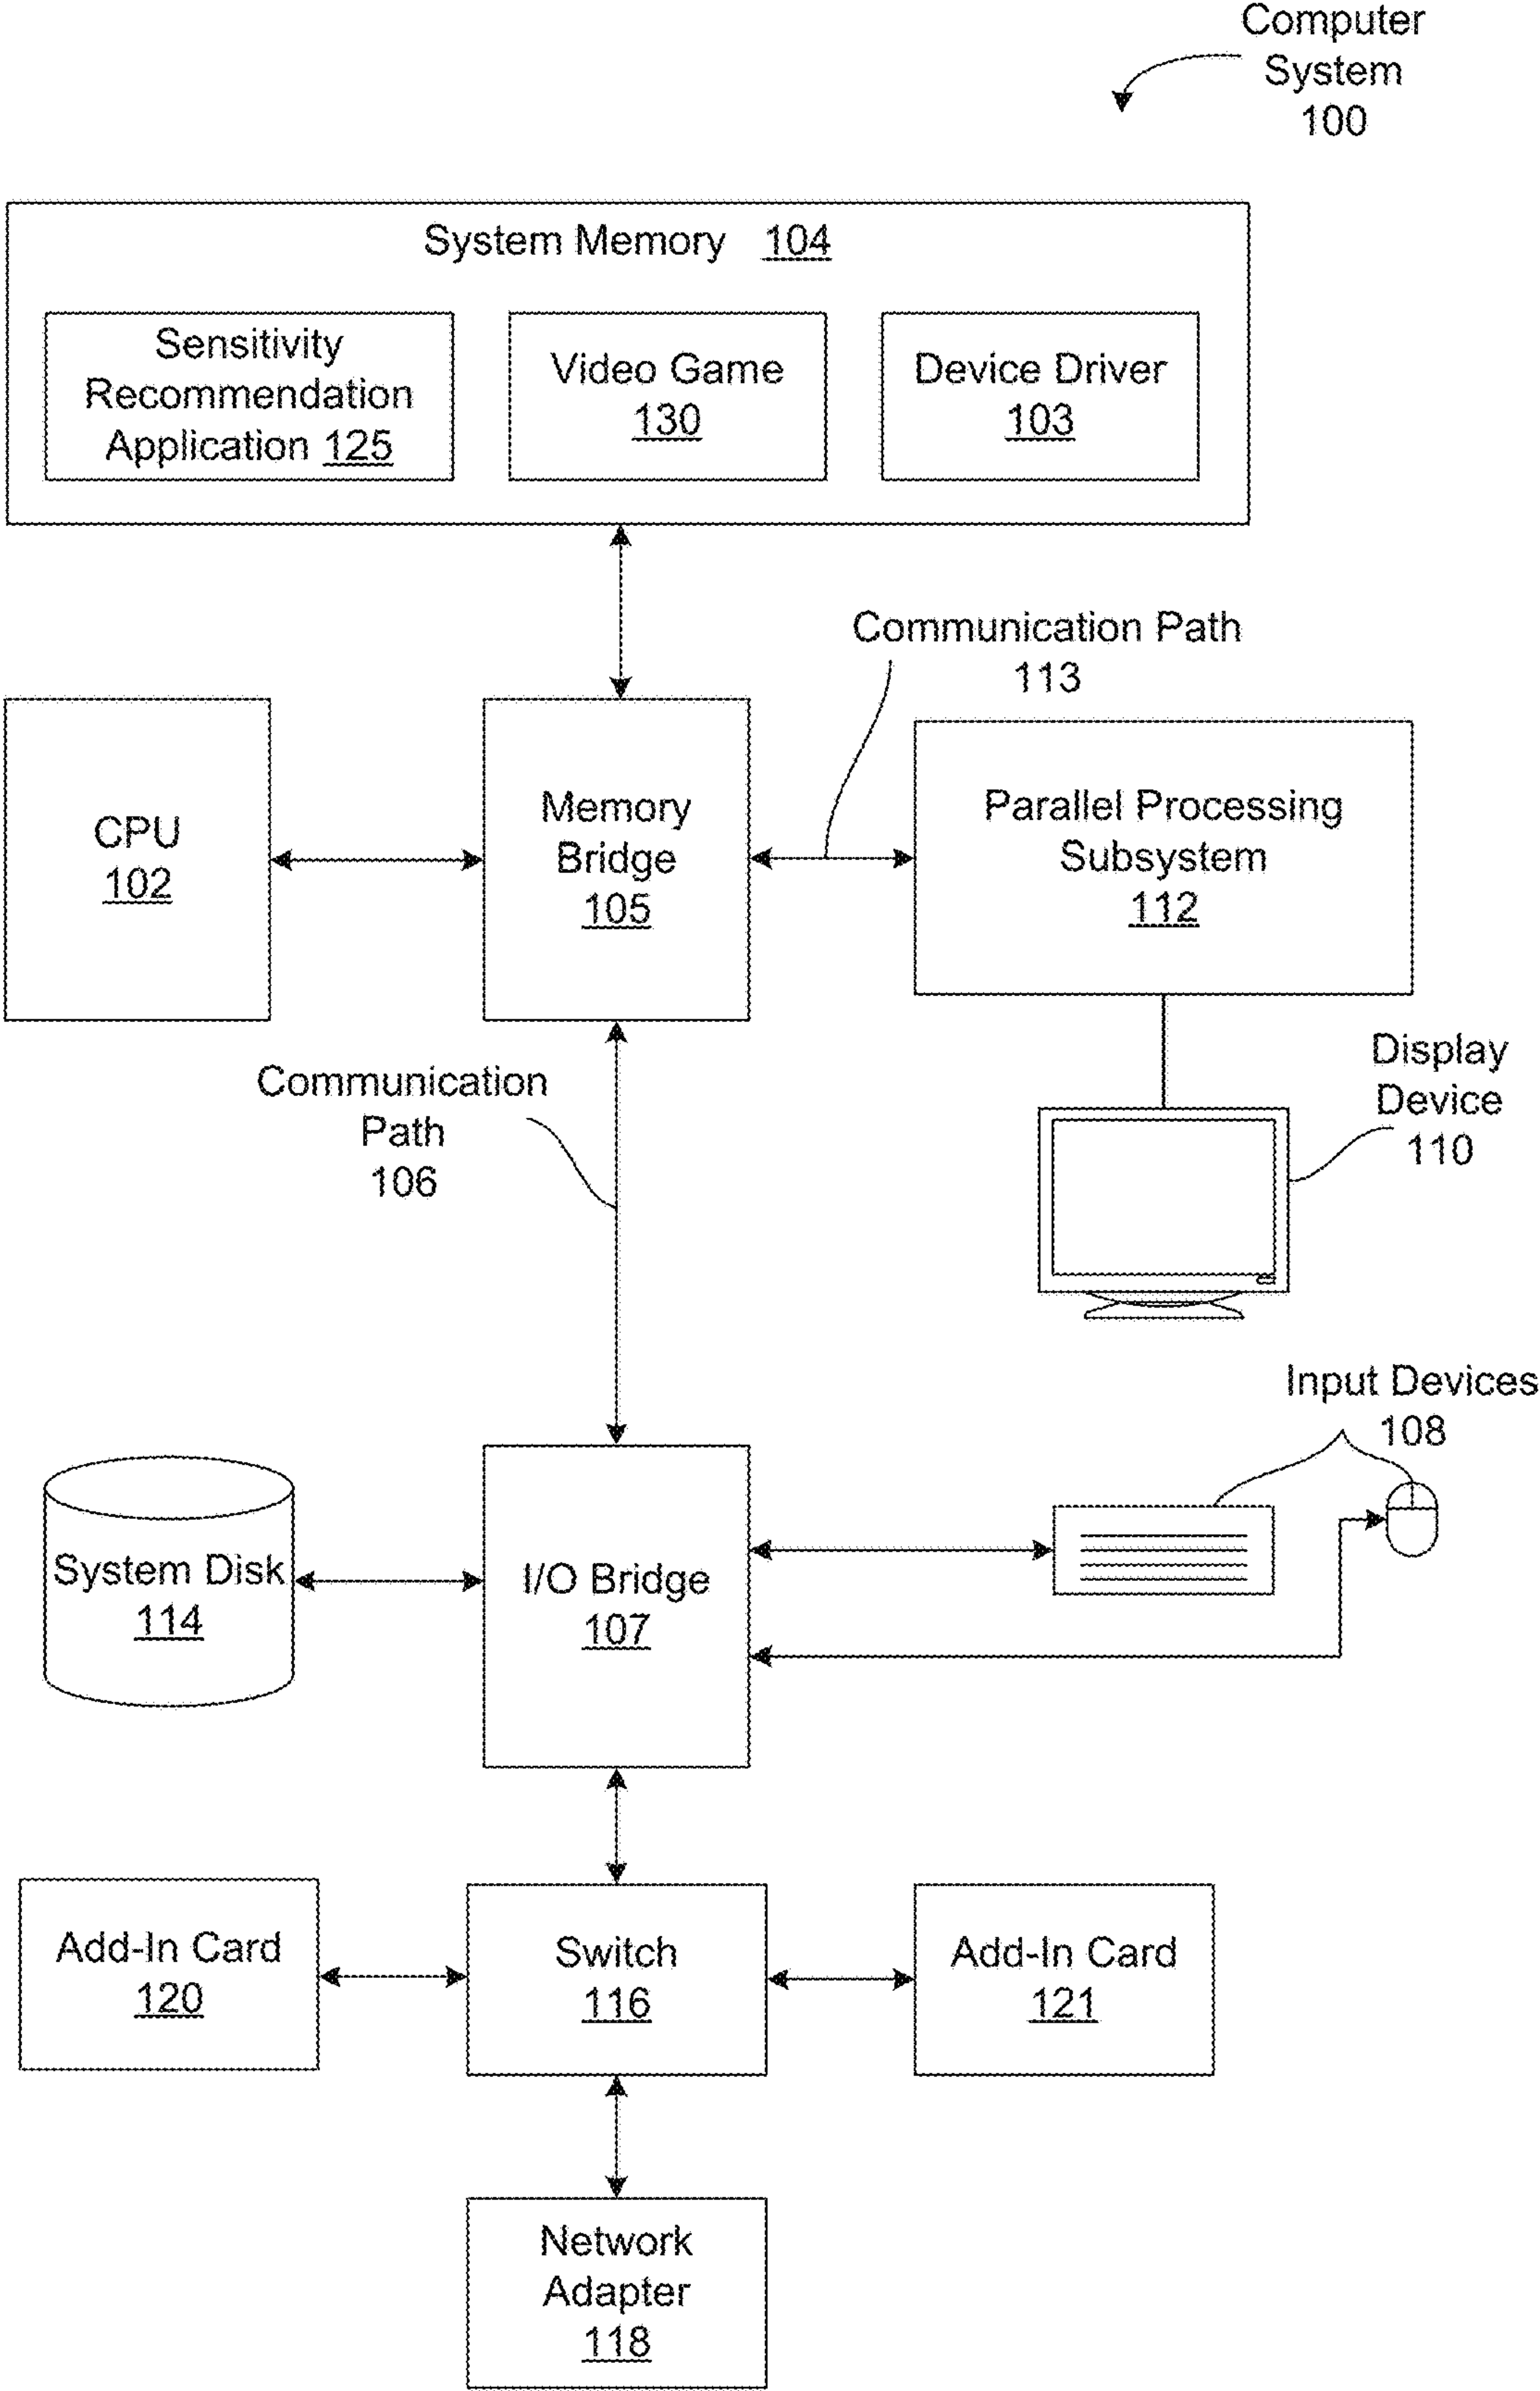 Computer
System
100
System Memory 104
Sensitivity
Recommendation
Application 125
Video Game
130
Device Driver
103
Communication Path
113
CPU
102
Memory
Bridge
105
Parallel Processing
Subsystem
112
Communication
Path
106
Display
Device
110
Input Devices
108
System Disk
114
I/O Bridge
107
Add-In Card
120
Switch
116
Add-In Card
121
Network
Adapter
118